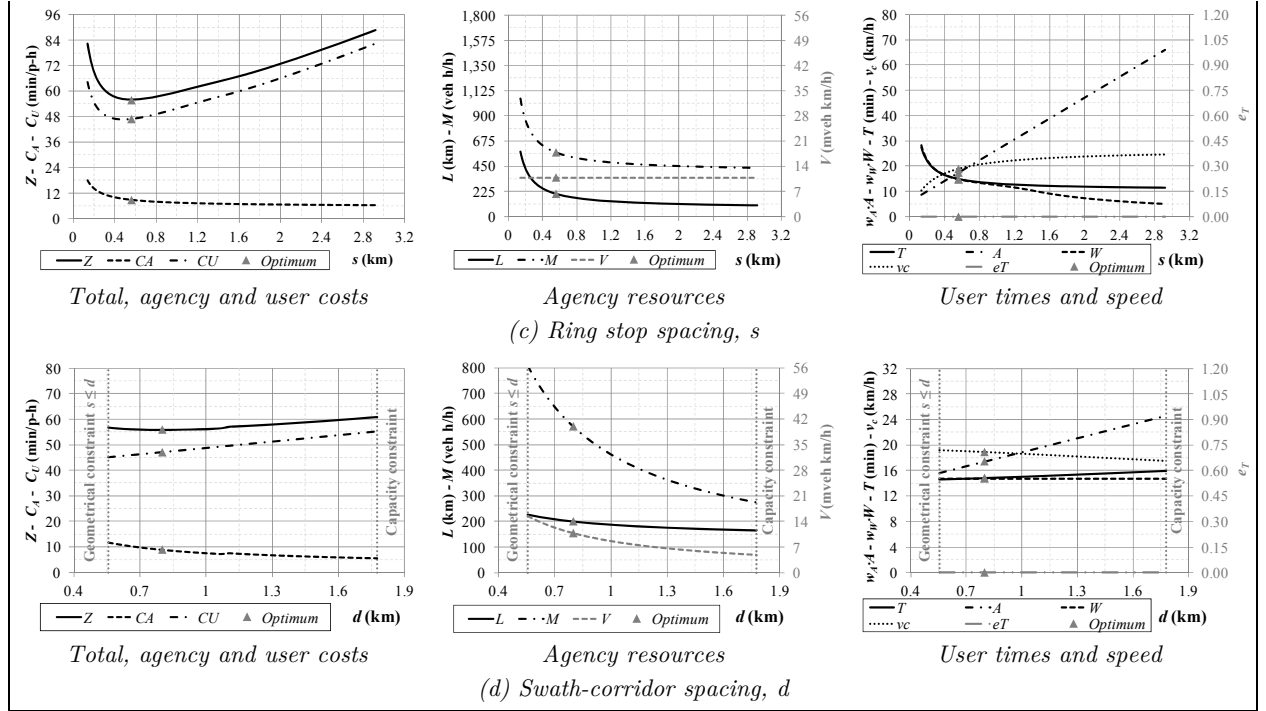 Z - C_A - C_U (min/p-h)
96
84
72
60
48
36
24
12
0
0 0.4 0.8 1.2 1.6 2 2.4 2.8 3.2
Z CA CU Optimum s (km)
Total, agency and user costs
L (km) - M (veh h/h)
1,800
1,575
1,350
1,125
900
675
450
225
0
56
49
42
35
28
21
14
7
0
V (mveh km/h)
0 0.4 0.8 1.2 1.6 2 2.4 2.8 3.2
L M V Optimum s (km)
Agency resources
w_A·A - w_W·W - T (min) - v_c (km/h)
80
70
60
50
40
30
20
10
0
1.20
1.05
0.90
0.75
0.60
0.45
0.30
0.15
0.00
e_T
0 0.4 0.8 1.2 1.6 2 2.4 2.8 3.2
T A W
vc eT Optimum
s (km)
User times and speed
(c) Ring stop spacing, s
Z - C_A - C_U (min/p-h)
80
70
60
50
40
30
20
10
0
Geometrical constraint s ≤ d
Capacity constraint
0.4 0.7 1 1.3 1.6 1.9
Z CA CU Optimum d (km)
Total, agency and user costs
L (km) - M (veh h/h)
800
700
600
500
400
300
200
100
0
Geometrical constraint s ≤ d
Capacity constraint
56
49
42
35
28
21
14
7
0
V (mveh km/h)
0.4 0.7 1 1.3 1.6 1.9
L M V Optimum d (km)
Agency resources
w_A·A - w_W·W - T (min) - v_c (km/h)
32
28
24
20
16
12
8
4
0
Geometrical constraint s ≤ d
Capacity constraint
1.20
1.05
0.90
0.75
0.60
0.45
0.30
0.15
0.00
e_T
0.4 0.7 1 1.3 1.6 1.9
T A W
vc eT Optimum
d (km)
User times and speed
(d) Swath-corridor spacing, d